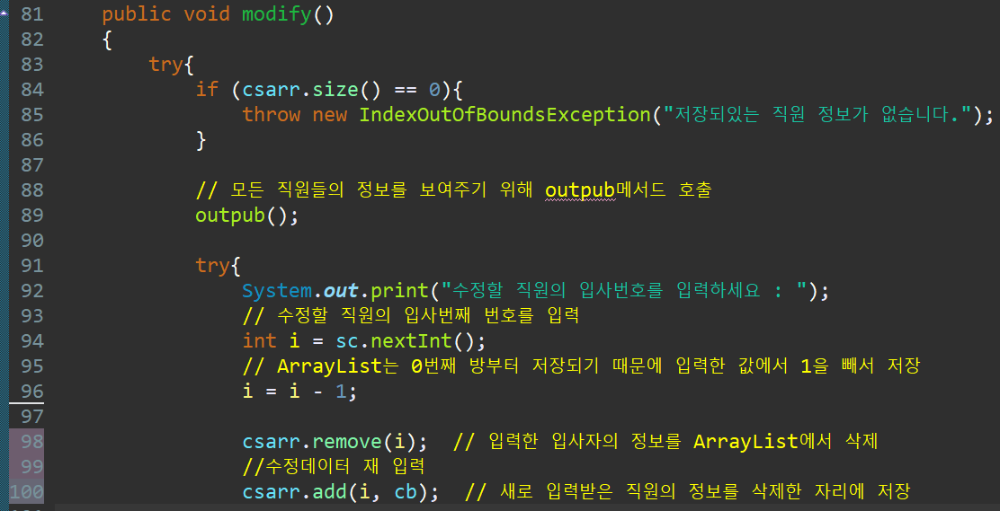 81 public void modify()
82 {
83 try{
84 if (csarr.size() == 0){
85 throw new IndexOutOfBoundsException("저장되있는 직원 정보가 없습니다.");
86 }
87
88 // 모든 직원들의 정보를 보여주기 위해 outpub메서드 호출
89 outpub();
90
91 try{
92 System.out.print("수정할 직원의 입사번호를 입력하세요 : ");
93 // 수정할 직원의 입사번째 번호를 입력
94 int i = sc.nextInt();
95 // ArrayList는 0번째 방부터 저장되기 때문에 입력한 값에서 1을 빼서 저장
96 i = i - 1;
97
98 csarr.remove(i); // 입력한 입사자의 정보를 ArrayList에서 삭제
99 //수정데이터 재 입력
100 csarr.add(i, cb); // 새로 입력받은 직원의 정보를 삭제한 자리에 저장